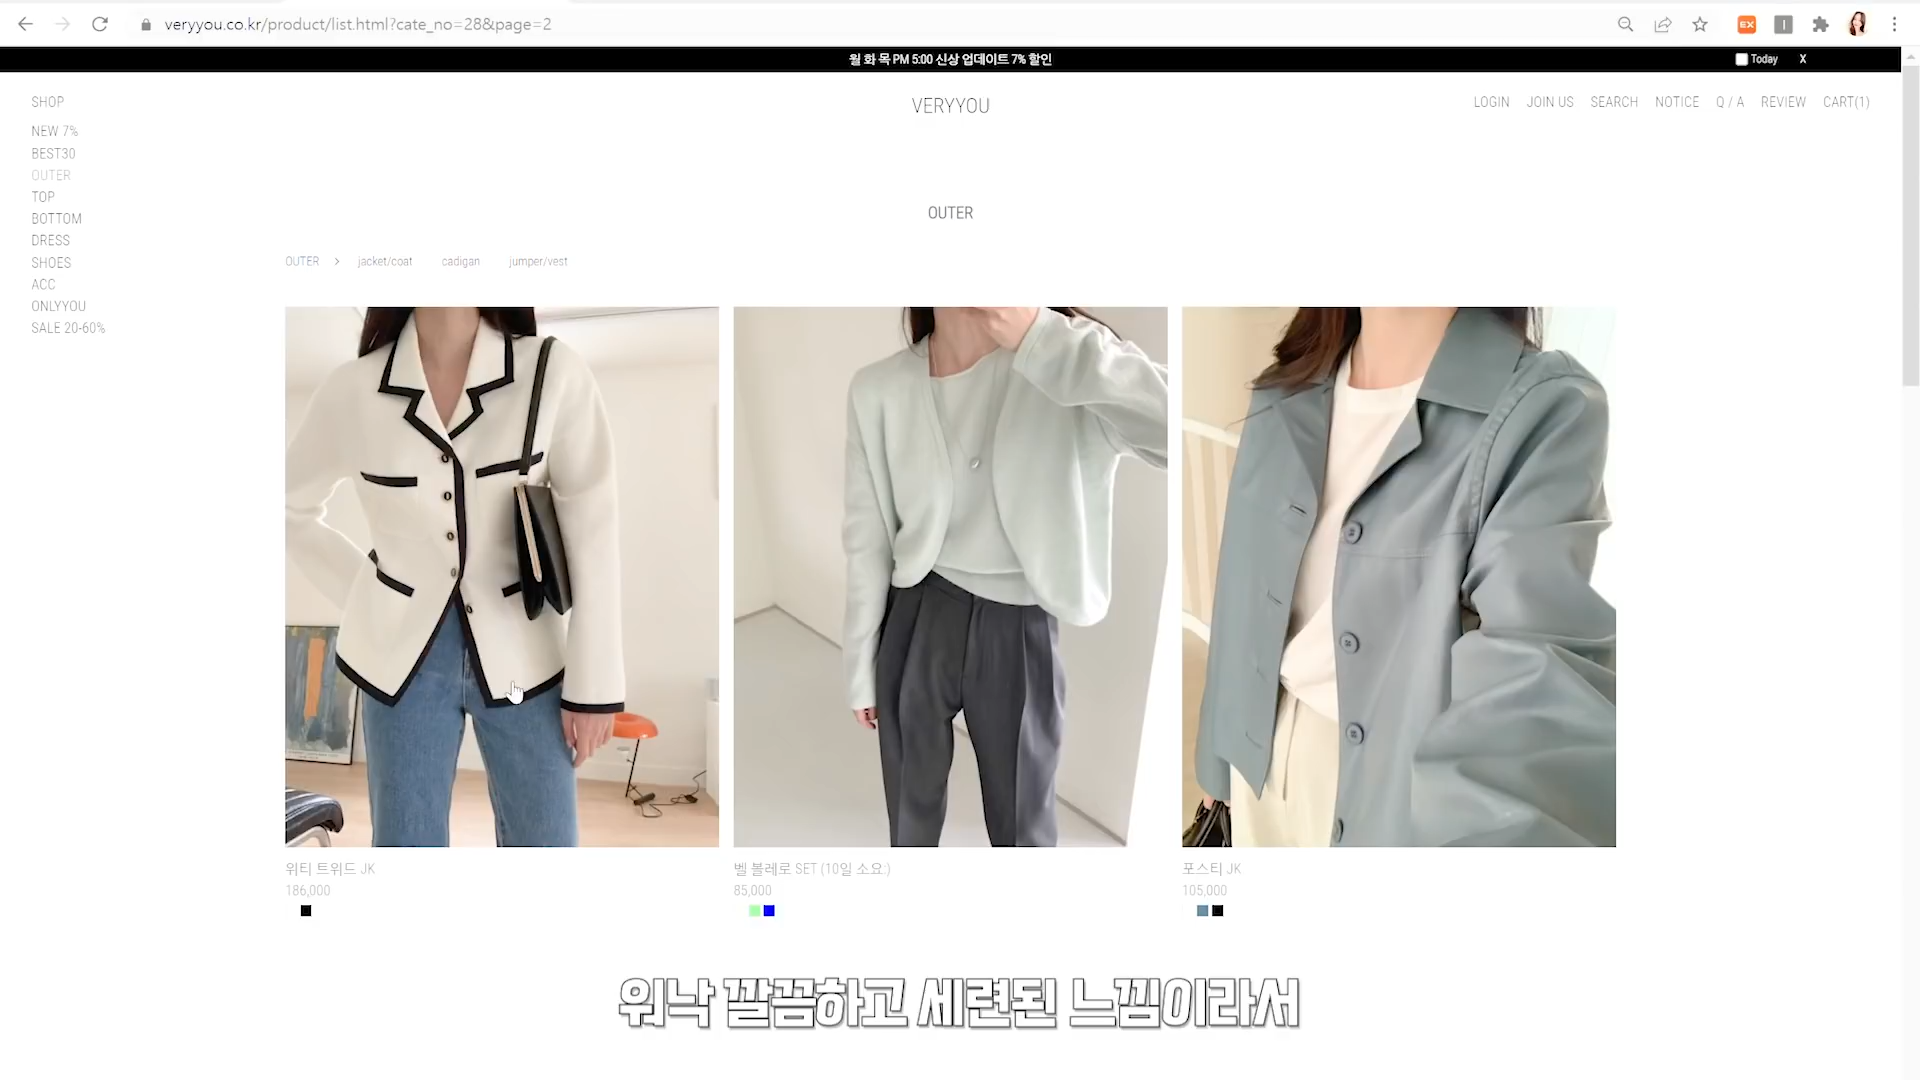 veryyou.co.kr/product/list.html?cate_no=28&page=2
EX
월 화 목 PM 5:00 신상 업데이트 7% 할인
Today X
VERYYOU
LOGIN JOIN US SEARCH NOTICE Q / A REVIEW CART(1)
SHOP
NEW 7%
BEST30
OUTER
TOP
BOTTOM
DRESS
SHOES
ACC
ONLYYOU
SALE 20-60%
OUTER
OUTER > jacket/coat cadigan jumper/vest
위티 트위드 JK
186,000
벨 볼레로 SET (10일 소요:)
85,000
포스티 JK
105,000
워낙 깔끔하고 세련된 느낌이라서